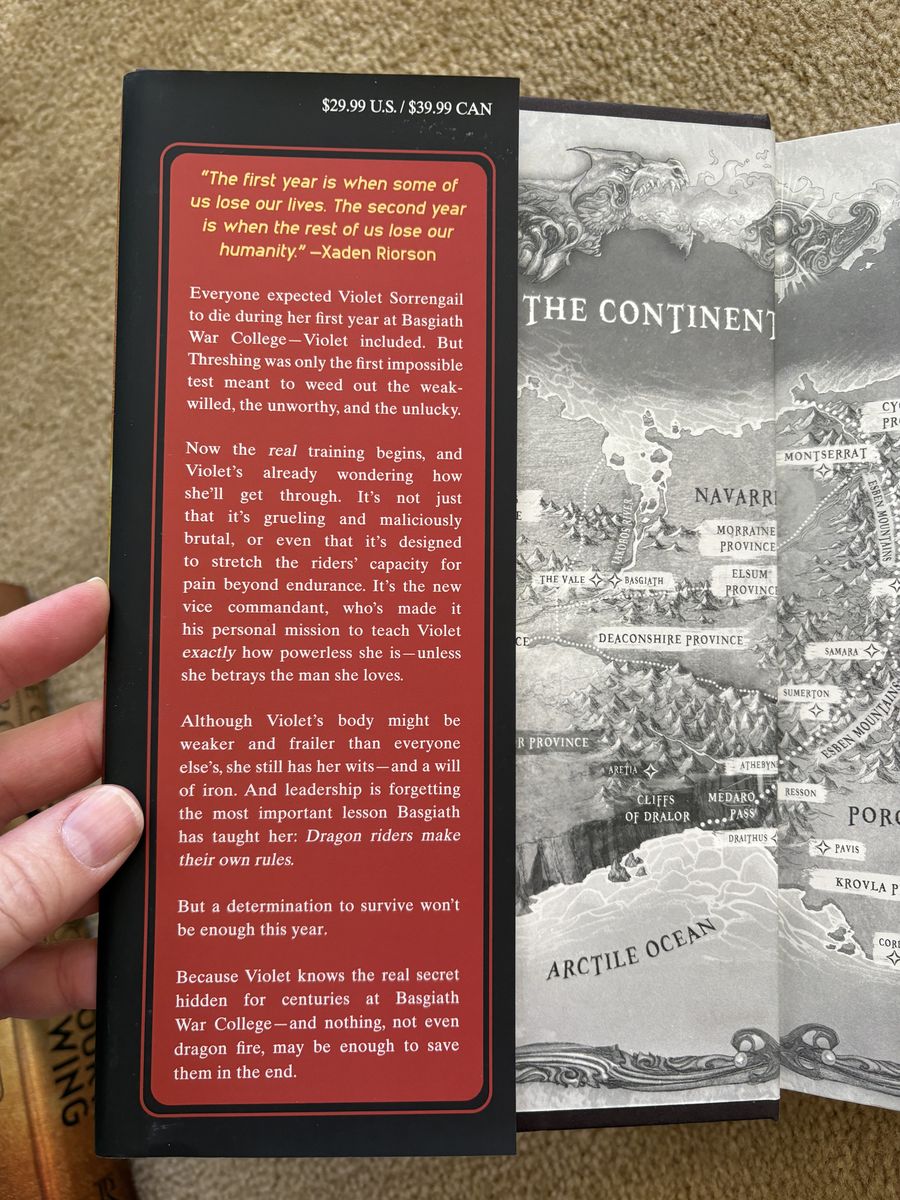 $29.99 U.S. / $39.99 CAN
"The first year is when some of
us lose our lives. The second year
is when the rest of us lose our
humanity." —Xaden Riorson
Everyone expected Violet Sorrengail
to die during her first year at Basgiath
War College—Violet included. But
Threshing was only the first impossible
test meant to weed out the weak-
willed, the unworthy, and the unlucky.
Now the real training begins, and
Violet's already wondering how
she'll get through. It's not just
that it's grueling and maliciously
brutal, or even that it's designed
to stretch the riders' capacity for
pain beyond endurance. It's the new
vice commandant, who's made it
his personal mission to teach Violet
exactly how powerless she is—unless
she betrays the man she loves.
Although Violet's body might be
weaker and frailer than everyone
else's, she still has her wits—and a will
of iron. And leadership is forgetting
the most important lesson Basgiath
has taught her: Dragon riders make
their own rules.
But a determination to survive won't
be enough this year.
Because Violet knows the real secret
hidden for centuries at Basgiath
War College—and nothing, not even
dragon fire, may be enough to save
them in the end.
THE CONTINENT
MONTSERRAT
ESBEN MOUNTAINS
NAVARR
MORRAINE
PROVINCE
THE VALE
BASGIATH
ELSUM
PROVINC
DEACONSHIRE PROVINCE
SAMARA
SUMERTON
ESBEN MOUNTAINS
R PROVINCE
ARETIA
ATHEBYN
CLIFFS
OF DRALOR
MEDARO
PASS
RESSON
DRAITHUS
PORO
PAVIS
KROVLA P
COR
ARCTILE OCEAN
WING